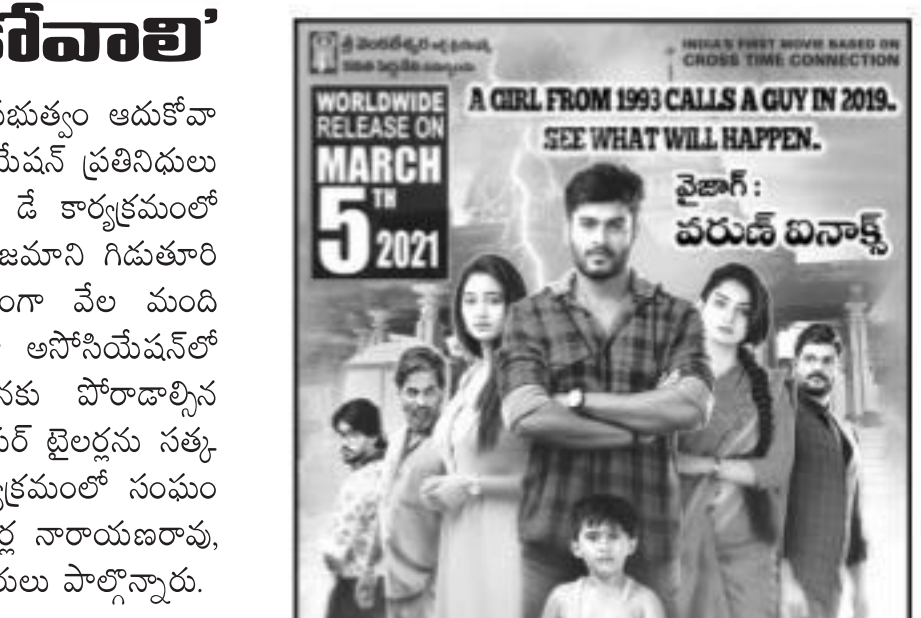 కోవాలి'
ప్రభుత్వం ఆదుకోవా
యేషన్ ప్రతినిధులు
డే కార్యక్రమంలో
జమాని గిడుతూరి
ంగా వేల మంది
అసోసియేషన్‌లో
నకు పోరాడాల్సిన
టైలర్లను సత్క
క్రమంలో సంఘం
నారాయణరావు,
పాల్గొన్నారు.
శ్రీ వెంకటేశ్వర
INDIA'S FIRST MOVIE BASED ON
CROSS TIME CONNECTION
WORLDWIDE
RELEASE ON
MARCH
5TH
2021
A GIRL FROM 1993 CALLS A GUY IN 2019..
SEE WHAT WILL HAPPEN.
వైజాగ్ :
వరుణ్ ఐనాక్స్